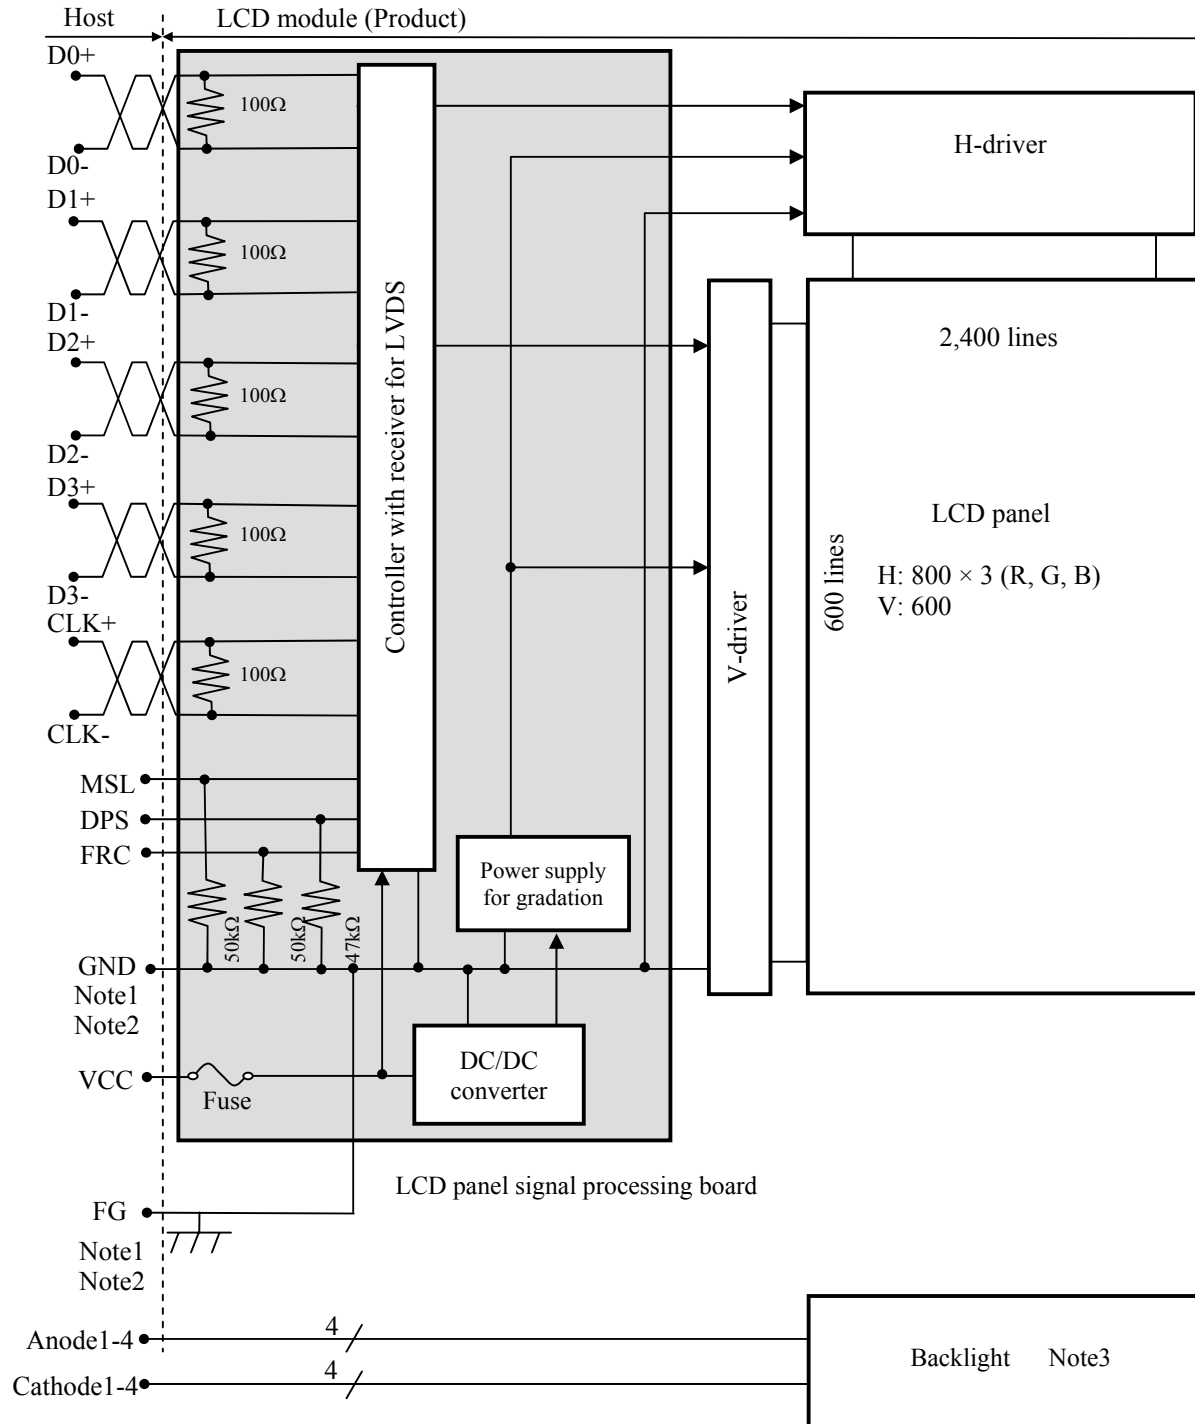 Host
LCD module (Product)
D0+
100Ω
D0-
D1+
100Ω
D1-
D2+
100Ω
D2-
D3+
100Ω
D3-
CLK+
100Ω
CLK-
MSL
DPS
FRC
50kΩ
50kΩ
47kΩ
GND
Note1
Note2
VCC
Fuse
FG
Note1
Note2
Anode1-4
4
Cathode1-4
4
Controller with receiver for LVDS
Power supply
for gradation
DC/DC
converter
LCD panel signal processing board
H-driver
V-driver
2,400 lines
600 lines
LCD panel
H: 800 × 3 (R, G, B)
V: 600
Backlight Note3